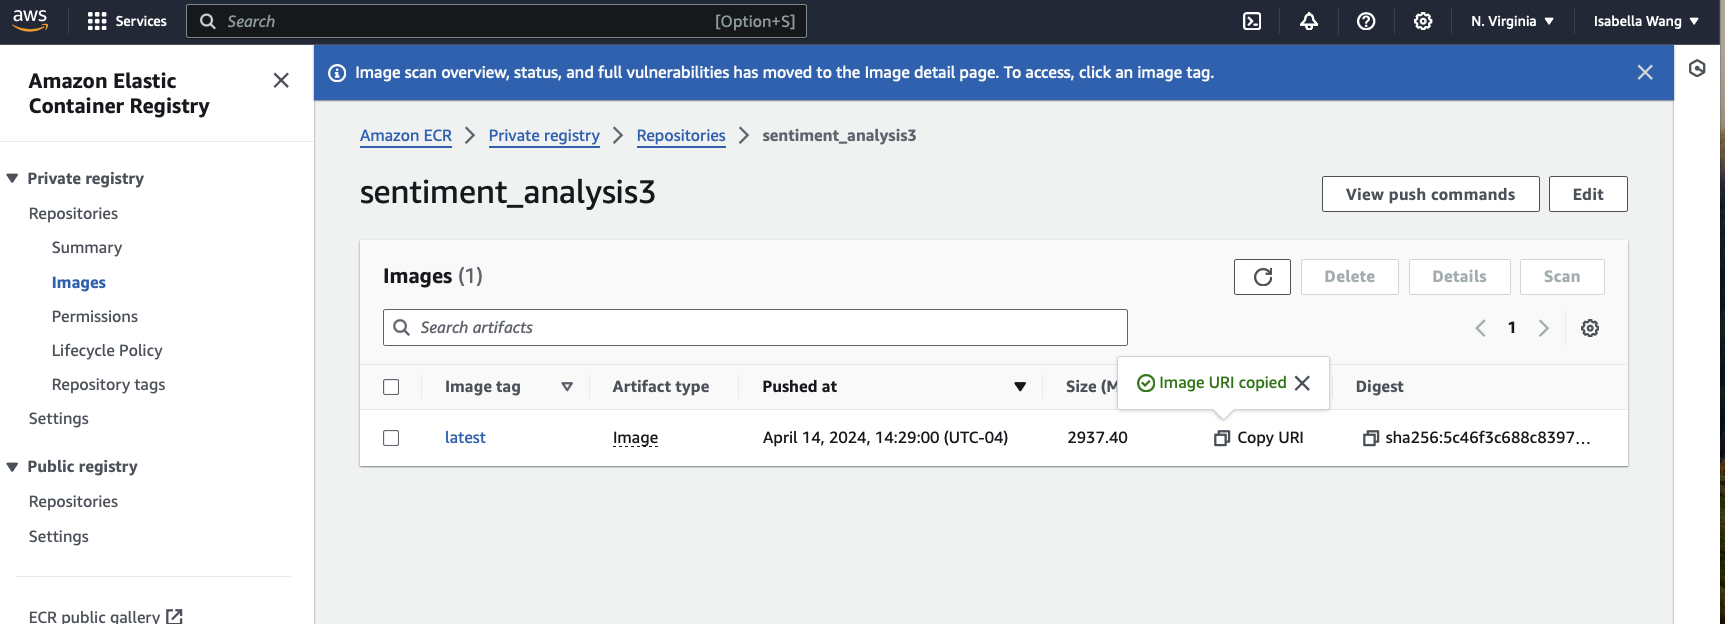 aws
Services
Search
[Option+S]
N. Virginia
Isabella Wang
Amazon Elastic
Container Registry
Private registry
Repositories
Summary
Images
Permissions
Lifecycle Policy
Repository tags
Settings
Public registry
Repositories
Settings
ECR public gallery
Image scan overview, status, and full vulnerabilities has moved to the Image detail page. To access, click an image tag.
Amazon ECR
Private registry
Repositories
sentiment_analysis3
sentiment_analysis3
View push commands
Edit
Images (1)
Delete
Details
Scan
Search artifacts
1
Image tag
Artifact type
Pushed at
Size (M
Image URI copied
Digest
latest
Image
April 14, 2024, 14:29:00 (UTC-04)
2937.40
Copy URI
sha256:5c46f3c688c8397...